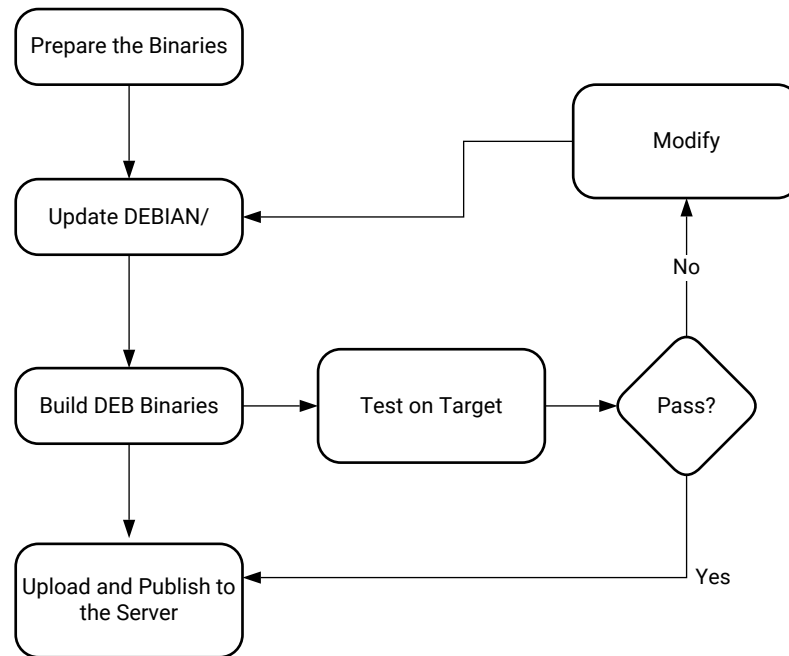 Prepare the Binaries
Modify
Update DEBIAN/
No
Build DEB Binaries
Test on Target
Pass?
Upload and Publish to
the Server
Yes